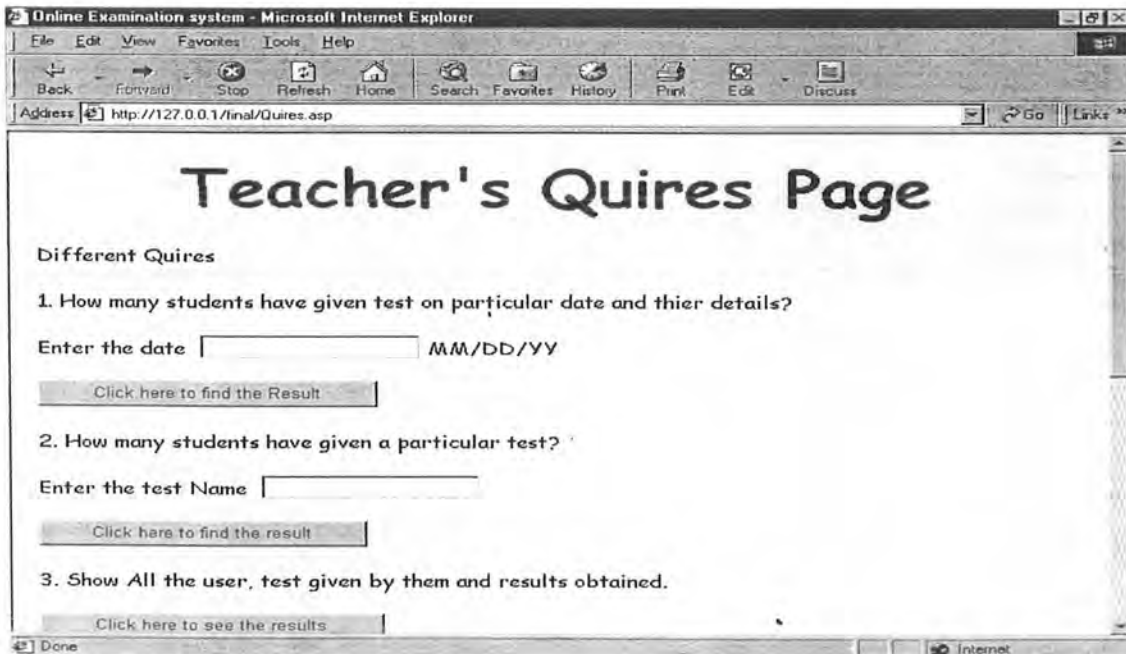 Online Examination system - Microsoft Internet Explorer
File Edit View Favorites Tools Help
Back Forward Stop Refresh Home Search Favorites History Print Edit Discuss
Address http://127.0.0.1/final/Quires.asp Go Links »
Teacher's Quires Page
Different Quires
1. How many students have given test on particular date and thier details?
Enter the date MM/DD/YY
Click here to find the Result
2. How many students have given a particular test?
Enter the test Name
Click here to find the result
3. Show All the user, test given by them and results obtained.
Click here to see the results
Done Internet